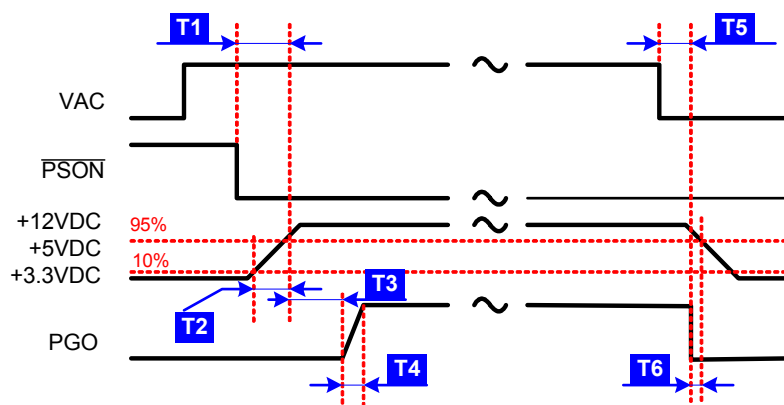 T1
T5
VAC
PSON
+12VDC
95%
+5VDC
10%
+3.3VDC
T3
T2
PGO
T4
T6